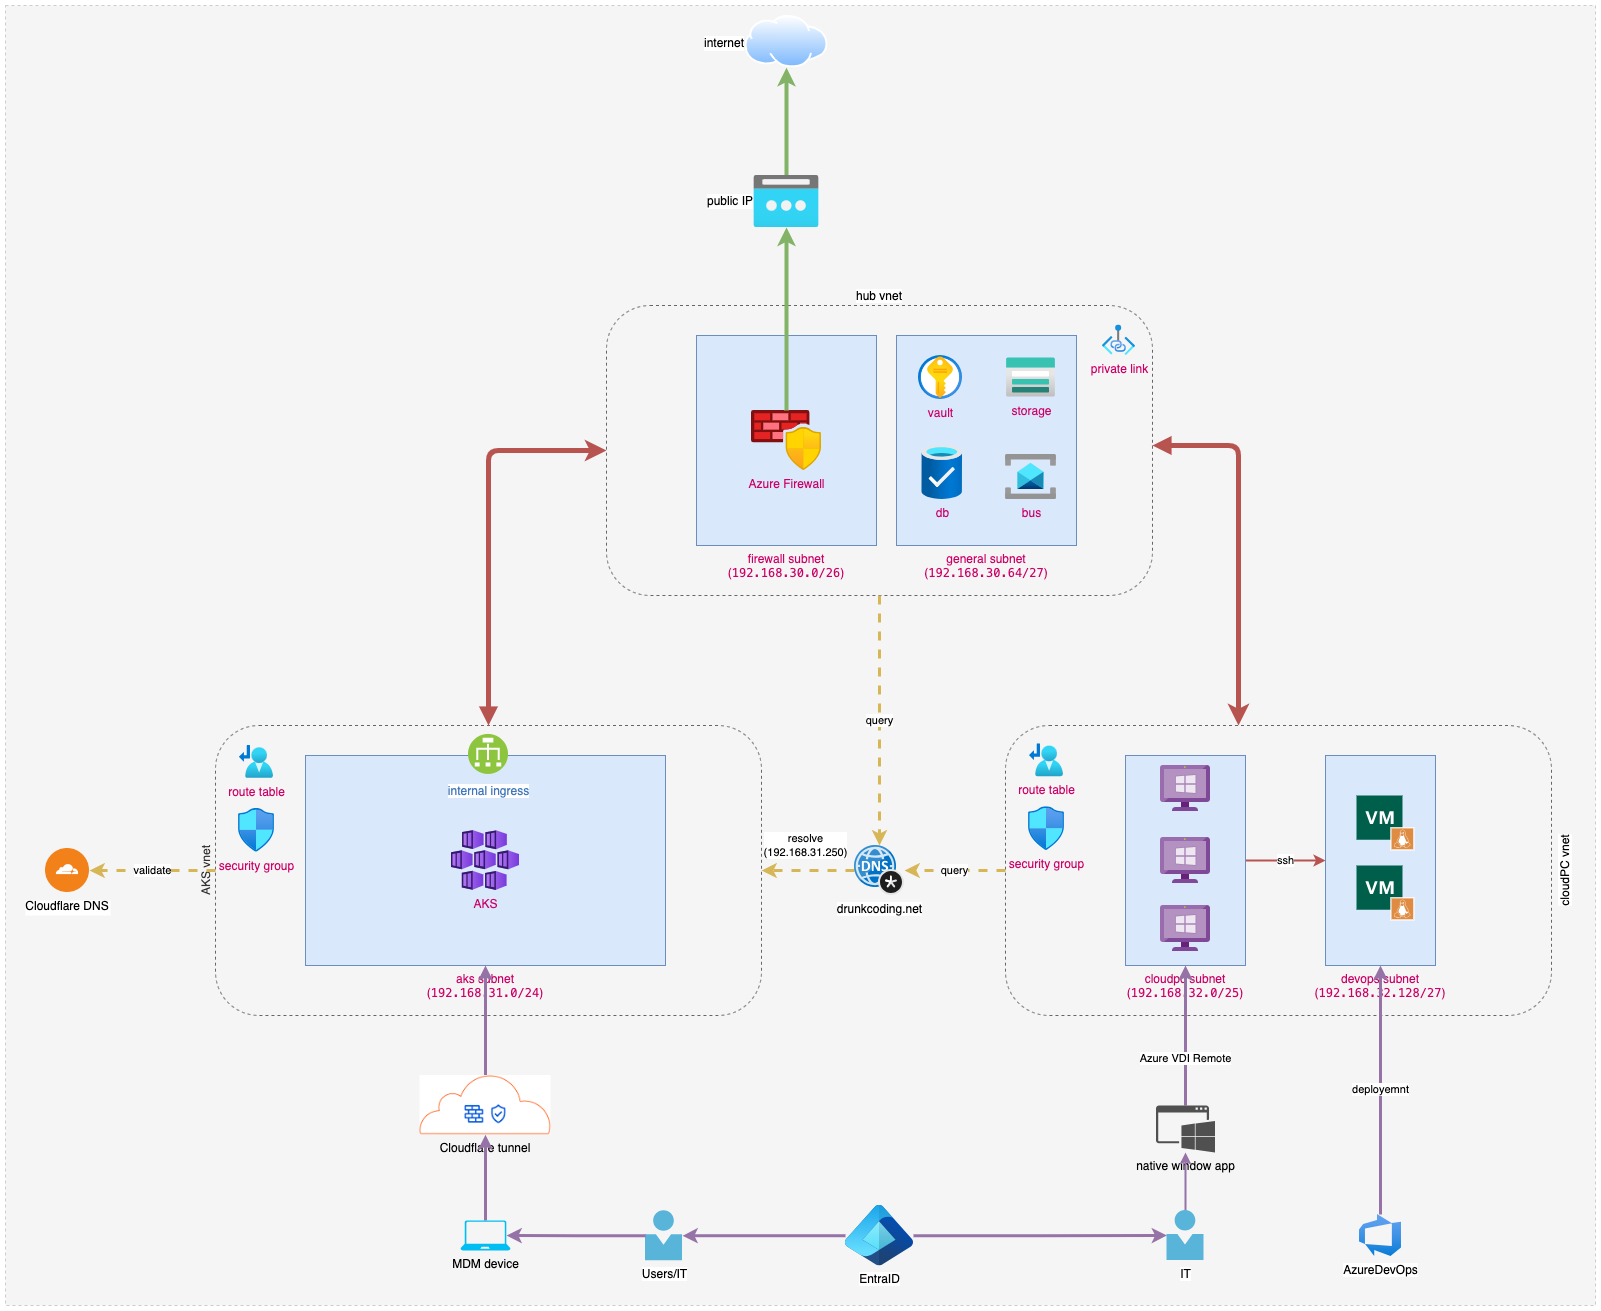 internet
public IP
hub vnet
private link
vault
storage
Azure Firewall
db
bus
firewall subnet
(192.168.30.0/26)
general subnet
(192.168.30.64/27)
query
route table
internal ingress
security group
AKS vnet
AKS
aks subnet
(192.168.31.0/24)
validate
Cloudflare DNS
resolve
(192.168.31.250)
DNS
drunkcoding.net
query
route table
security group
ssh
VM
VM
cloudPC vnet
cloudpc subnet
(192.168.32.0/25)
devops subnet
(192.168.32.128/27)
Azure VDI Remote
deployemnt
Cloudflare tunnel
native window app
MDM device
Users/IT
EntraID
IT
AzureDevOps